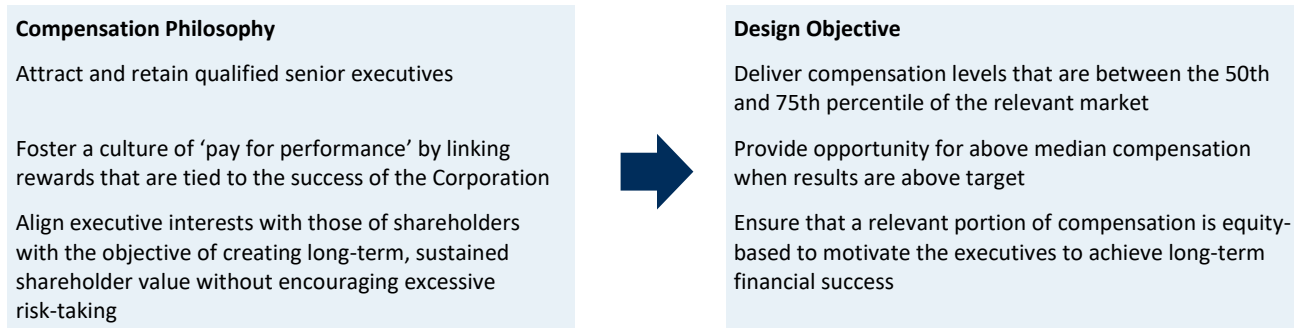 Compensation Philosophy
Attract and retain qualified senior executives
Foster a culture of ‘pay for performance’ by linking
rewards that are tied to the success of the Corporation
Align executive interests with those of shareholders
with the objective of creating long-term, sustained
shareholder value without encouraging excessive
risk-taking
Design Objective
Deliver compensation levels that are between the 50th
and 75th percentile of the relevant market
Provide opportunity for above median compensation
when results are above target
Ensure that a relevant portion of compensation is equity-
based to motivate the executives to achieve long-term
financial success